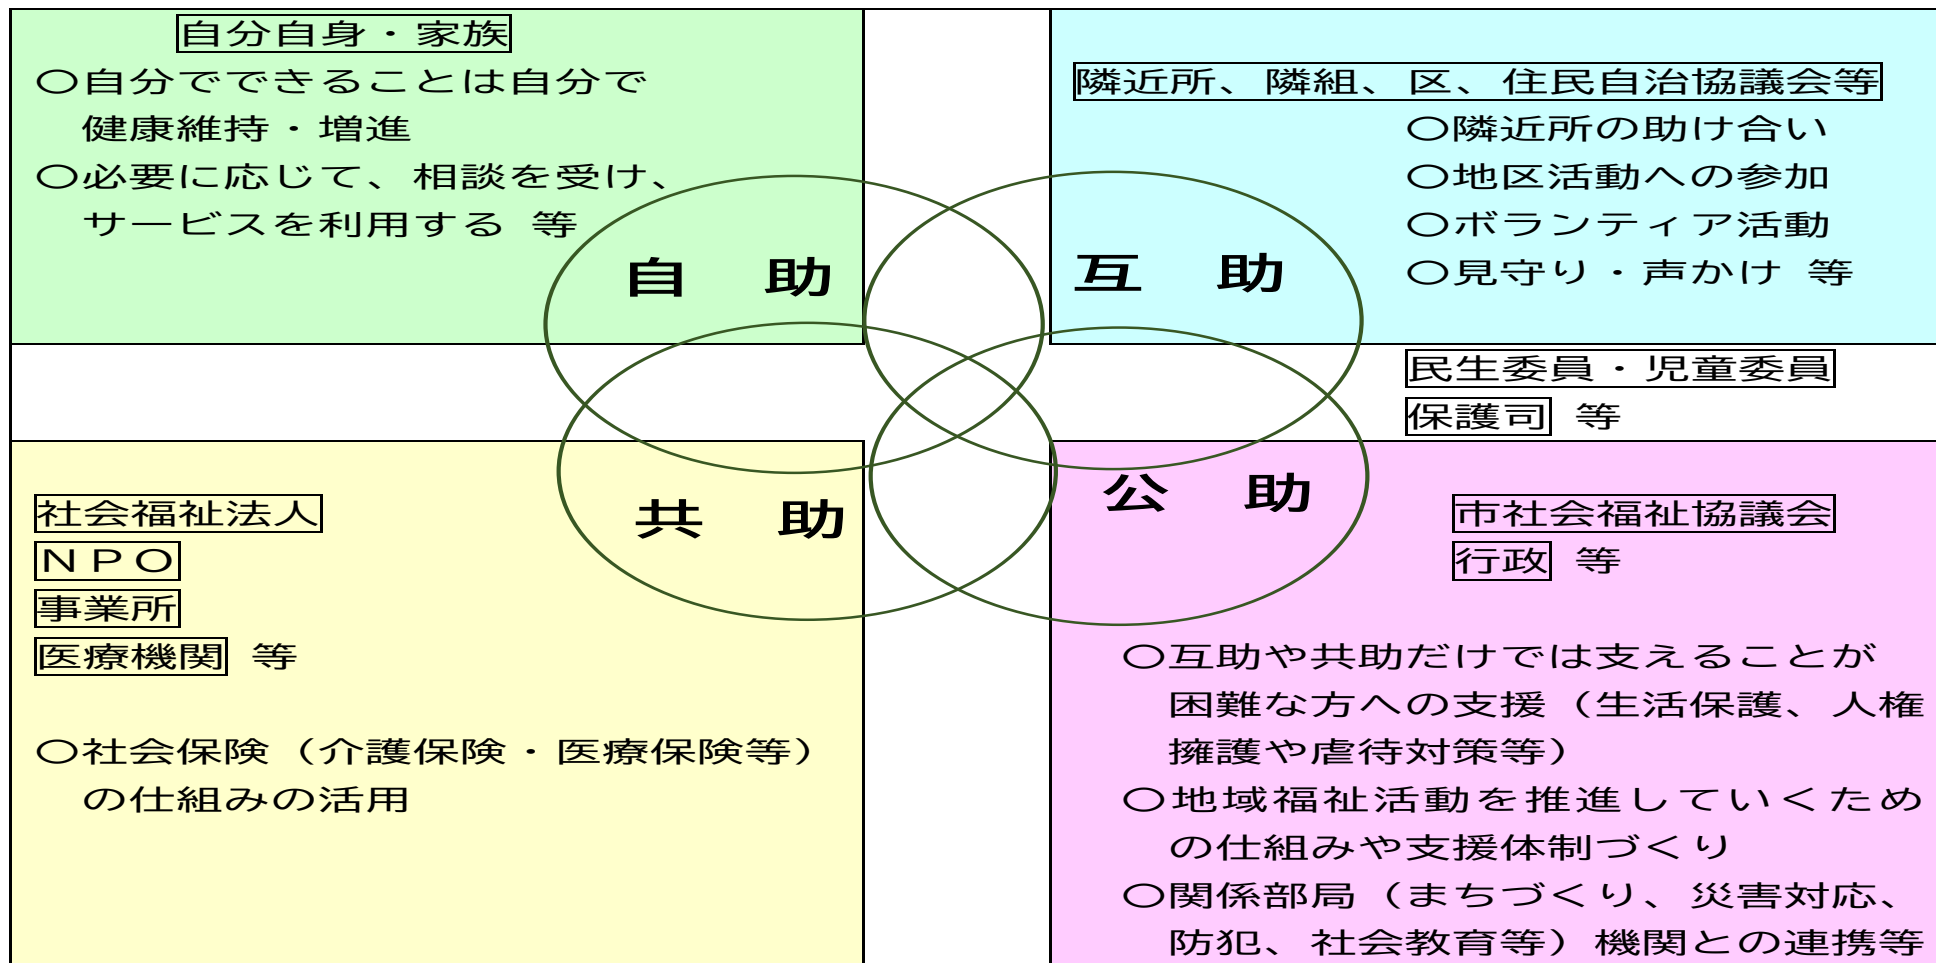 自分自身・家族
○自分でできることは自分で
健康維持・増進
○必要に応じて、相談を受け、
サービスを利用する 等
自 助
隣近所、隣組、区、住民自治協議会等
○隣近所の助け合い
○地区活動への参加
○ボランティア活動
○見守り・声かけ 等
互 助
民生委員・児童委員
保護司 等
共 助
社会福祉法人
ＮＰＯ
事業所
医療機関 等
○社会保険（介護保険・医療保険等）
の仕組みの活用
公 助
市社会福祉協議会
行政 等
○互助や共助だけでは支えることが
困難な方への支援（生活保護、人権
擁護や虐待対策等）
○地域福祉活動を推進していくため
の仕組みや支援体制づくり
○関係部局（まちづくり、災害対応、
防犯、社会教育等）機関との連携等